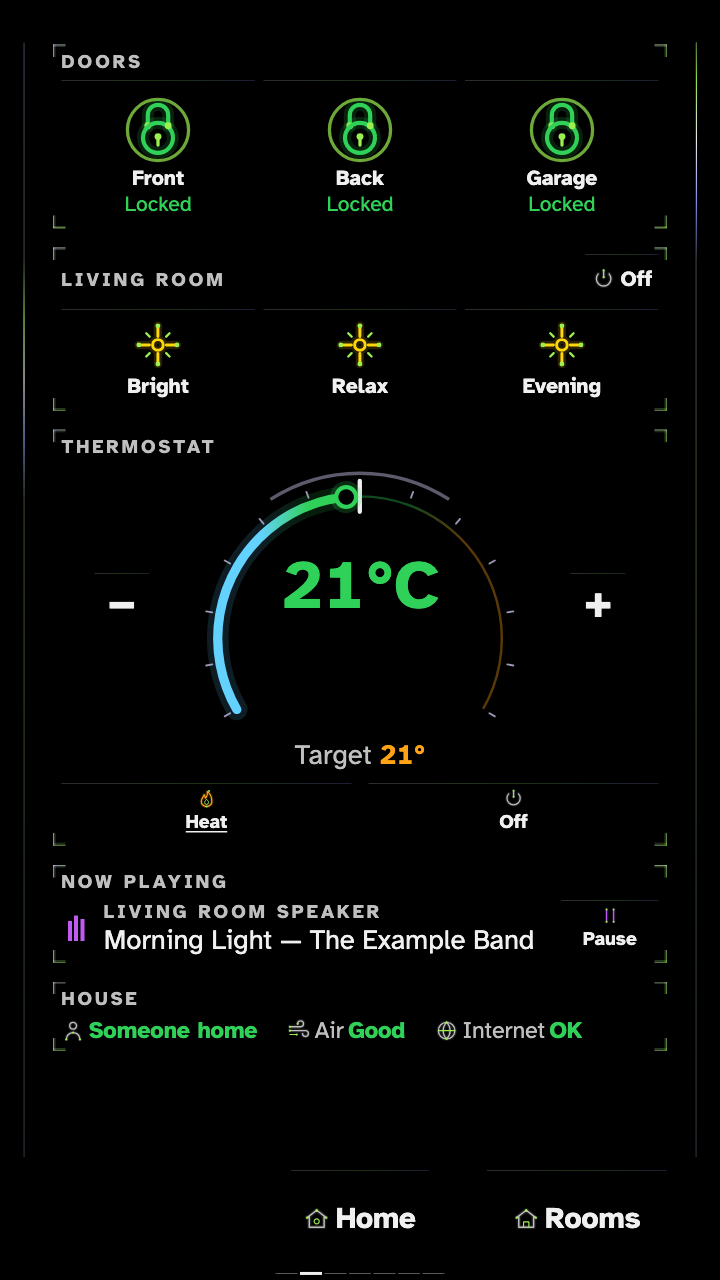 DOORS
Front Back Garage
Locked Locked Locked
LIVING ROOM Off
Bright Relax Evening
THERMOSTAT
− 21°C +
Target 21°
Heat Off
NOW PLAYING
LIVING ROOM SPEAKER
Morning Light — The Example Band Pause
HOUSE
Someone home Air Good Internet OK
Home Rooms